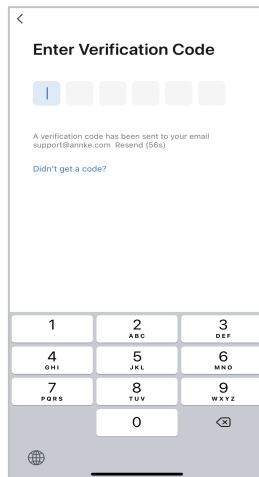 Enter Verification Code
A verification code has been sent to your email
support@annke.com Resend (56s)
Didn't get a code?
1
2
ABC
3
DEF
4
GHI
5
JKL
6
MNO
7
PQRS
8
TUV
9
WXYZ
0